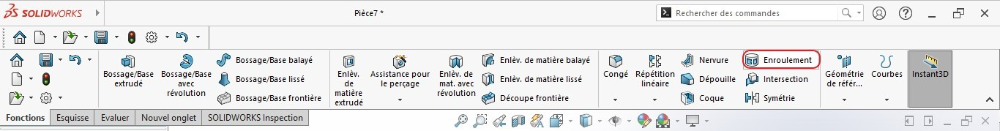 SOLIDWORKS
Pièce7 *
Rechercher des commandes
Bossage/Base
extrudé
Bossage/Base
avec
révolution
Bossage/Base balayé
Bossage/Base lissé
Bossage/Base frontière
Enlèv.
de
matière
extrudé
Assistance pour
le perçage
Enlèv. de
mat. avec
révolution
Enlèv. de matière balayé
Enlèv. de matière lissé
Découpe frontière
Congé
Répétition
linéaire
Nervure
Dépouille
Coque
Enroulement
Intersection
Symétrie
Géométrie
de référ...
Courbes
Instant3D
Fonctions
Esquisse
Evaluer
Nouvel onglet
SOLIDWORKS Inspection